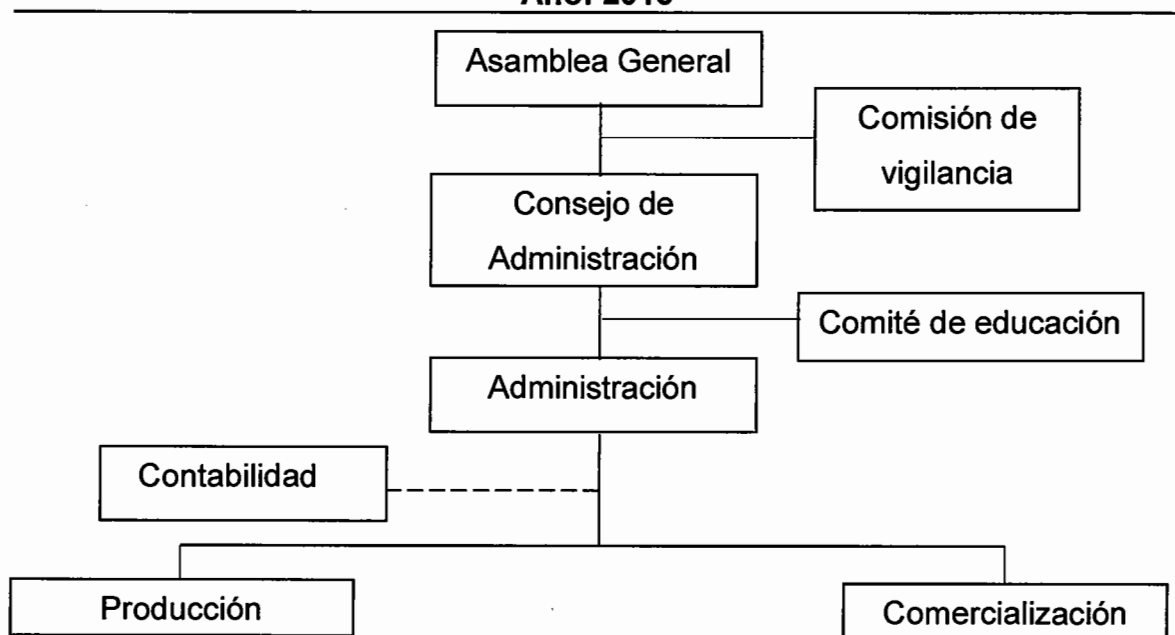 Asamblea General
Comisión de
vigilancia
Consejo de
Administración
Comité de educación
Administración
Contabilidad
Producción
Comercialización